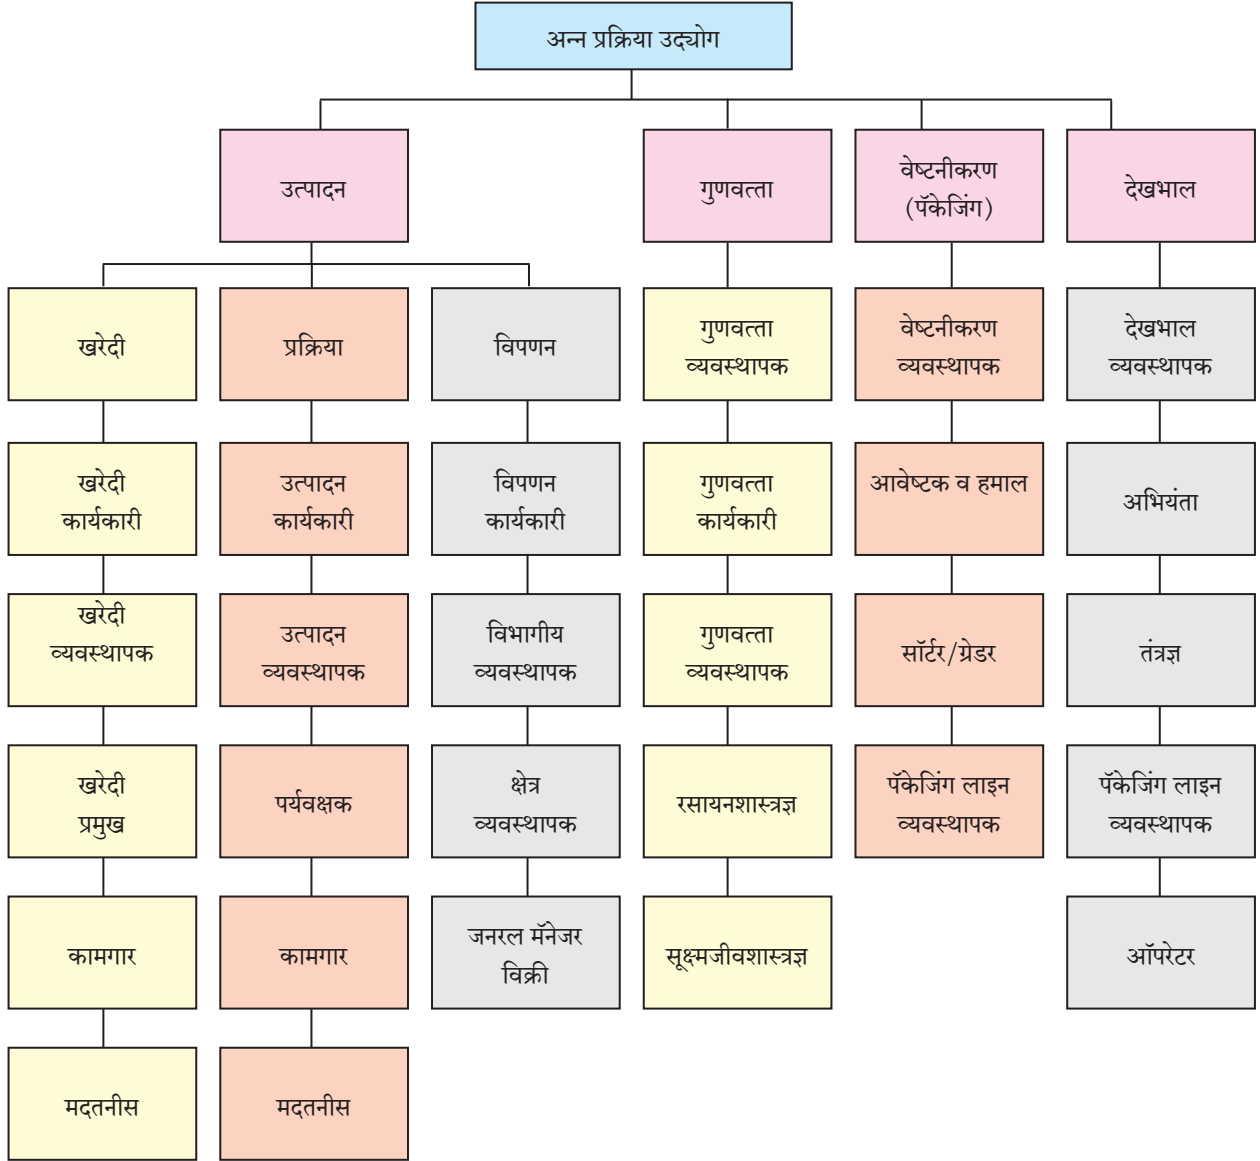 अन्न प्रक्रिया उद्योग
उत्पादन
गुणवत्ता
वेष्टनीकरण
(पॅकेजिंग)
देखभाल
खरेदी
प्रक्रिया
विपणन
गुणवत्ता
व्यवस्थापक
वेष्टनीकरण
व्यवस्थापक
देखभाल
व्यवस्थापक
खरेदी
कार्यकारी
उत्पादन
कार्यकारी
विपणन
कार्यकारी
गुणवत्ता
कार्यकारी
आवेष्टक व हमाल
अभियंता
खरेदी
व्यवस्थापक
उत्पादन
व्यवस्थापक
विभागीय
व्यवस्थापक
गुणवत्ता
व्यवस्थापक
सॉर्टर/ग्रेडर
तंत्रज्ञ
खरेदी
प्रमुख
पर्यवक्षक
क्षेत्र
व्यवस्थापक
रसायनशास्त्रज्ञ
पॅकेजिंग लाइन
व्यवस्थापक
पॅकेजिंग लाइन
व्यवस्थापक
कामगार
कामगार
जनरल मॅनेजर
विक्री
सूक्ष्मजीवशास्त्रज्ञ
ऑपरेटर
मदतनीस
मदतनीस